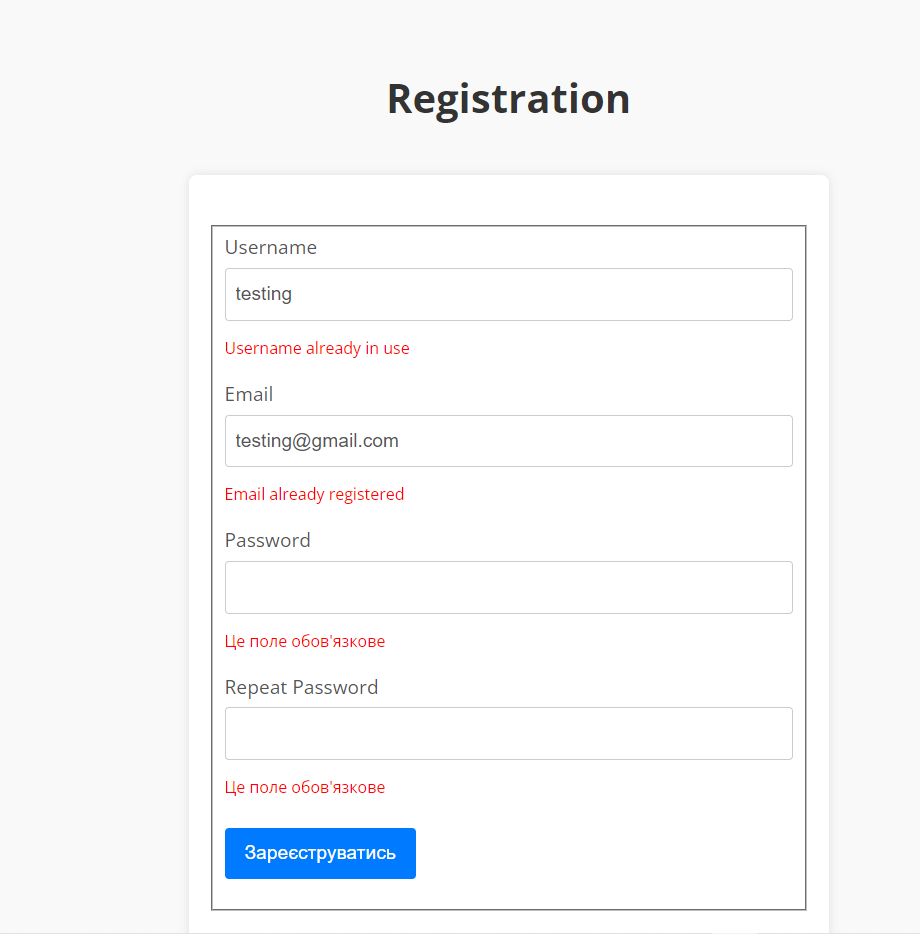 Registration
Username
testing
Username already in use
Email
testing@gmail.com
Email already registered
Password
Це поле обов'язкове
Repeat Password
Це поле обов'язкове
Зареєструватись